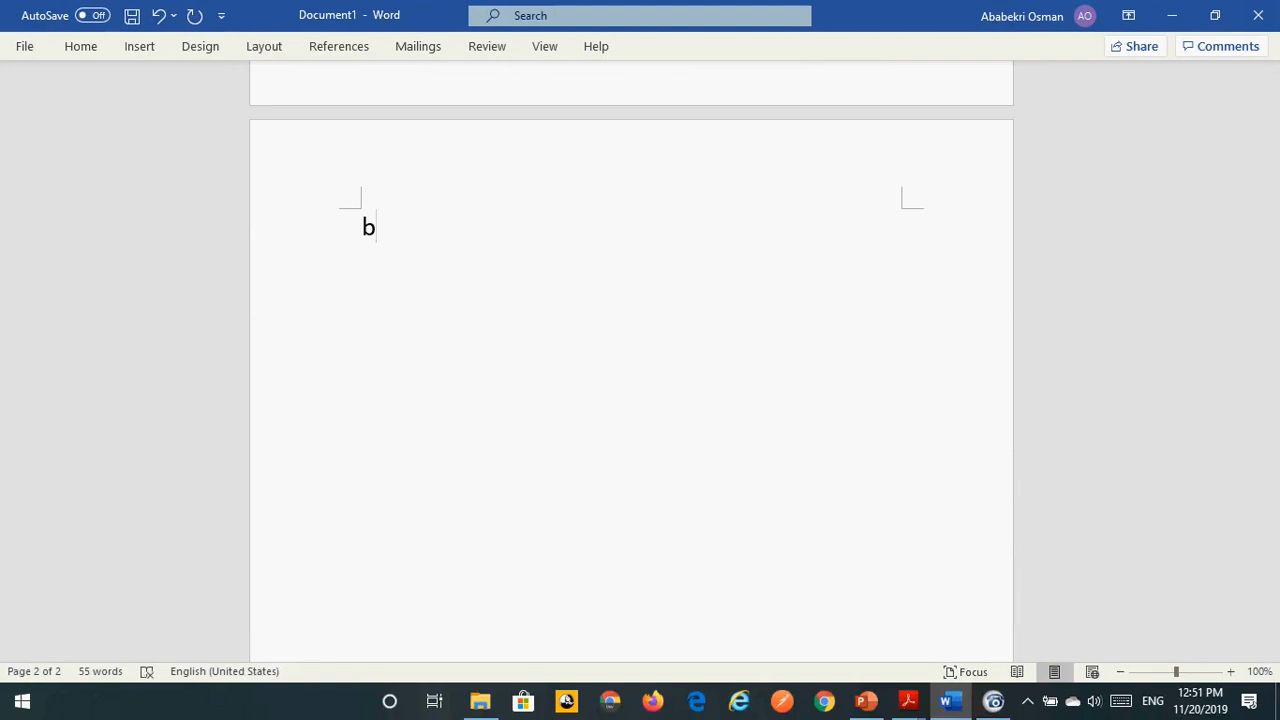 AutoSave Off Document1 - Word Search Ababekri Osman AO
File Home Insert Design Layout References Mailings Review View Help Share Comments
b
Page 2 of 2 55 words English (United States) Focus 100%
ENG 12:51 PM
11/20/2019